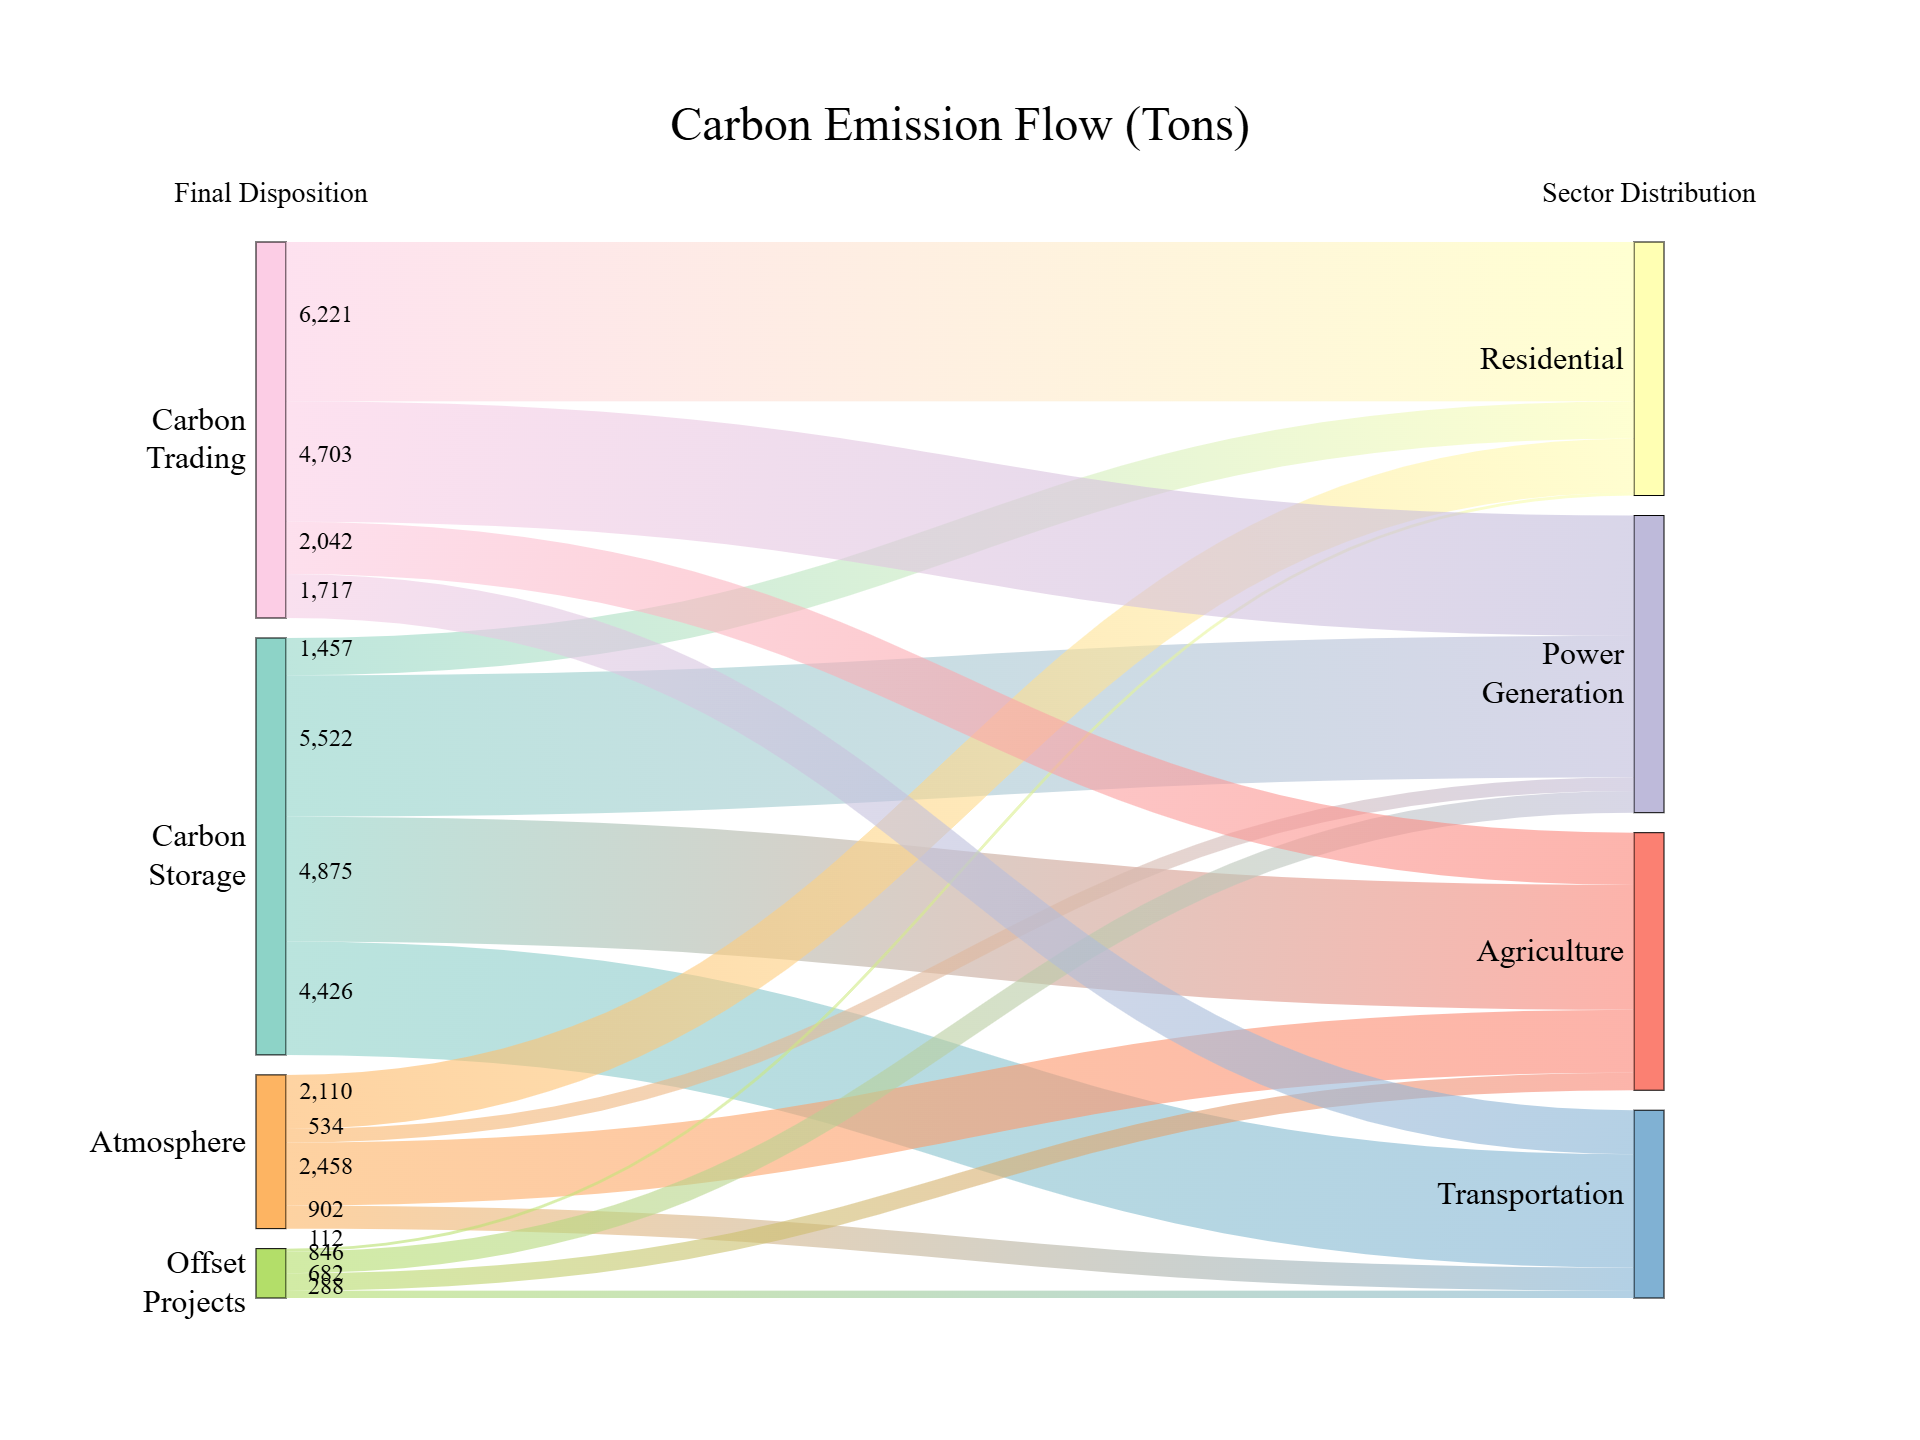 Carbon Emission Flow (Tons)
Final Disposition
Sector Distribution
6,221
4,703
2,042
1,717
Carbon
Trading
1,457
5,522
4,875
4,426
Carbon
Storage
2,110
534
2,458
902
Atmosphere
112
846
682
288
Offset
Projects
Residential
Power
Generation
Agriculture
Transportation